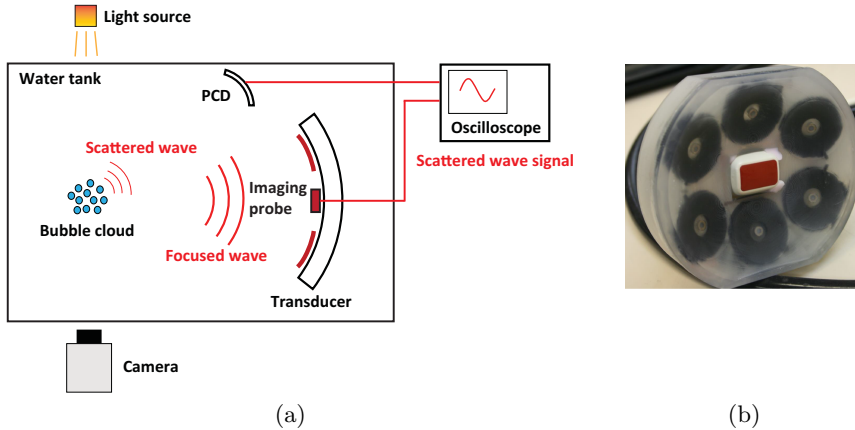 Light source
Water tank
PCD
Oscilloscope
Scattered wave signal
Scattered wave
Imaging
probe
Bubble cloud
Focused wave
Transducer
Camera
(a)
(b)